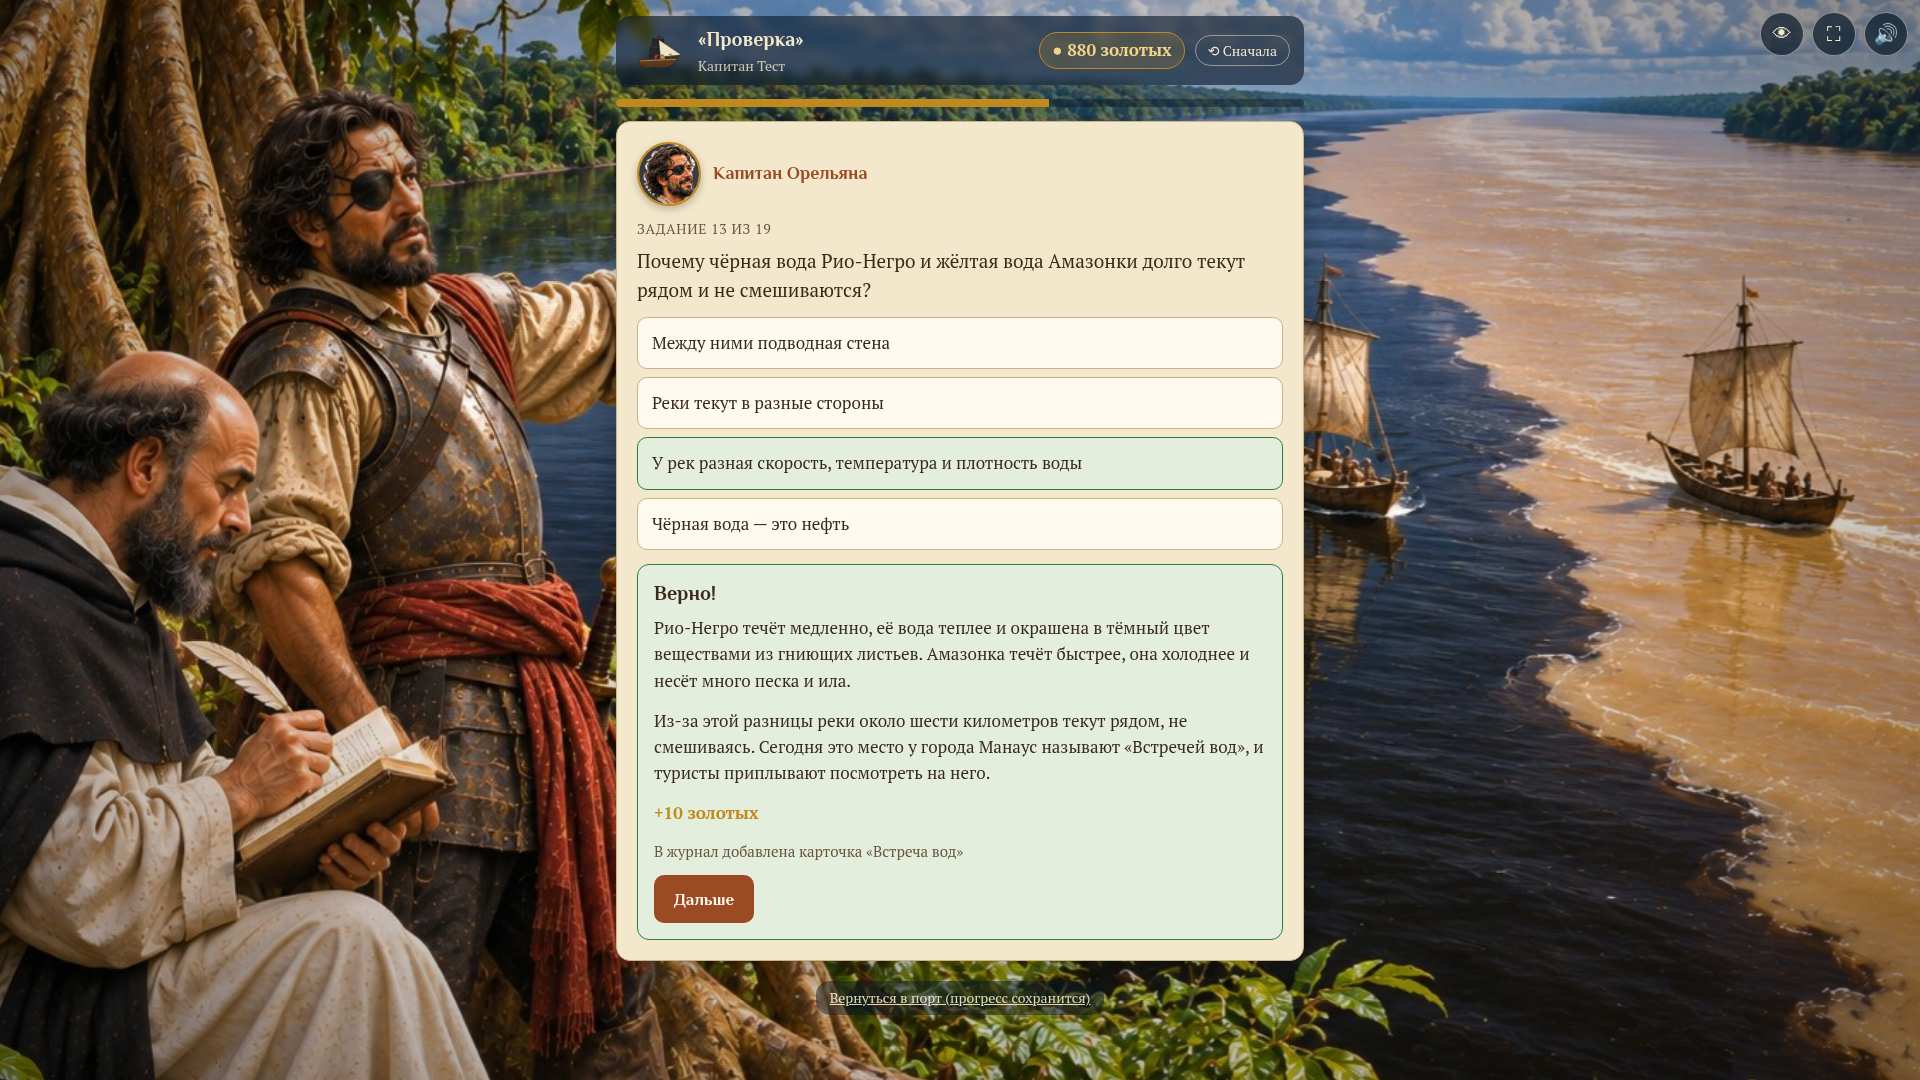 «Проверка»
Капитан Тест
● 880 золотых
⟲ Сначала
Капитан Орельяна
ЗАДАНИЕ 13 ИЗ 19
Почему чёрная вода Рио-Негро и жёлтая вода Амазонки долго текут
рядом и не смешиваются?
Между ними подводная стена
Реки текут в разные стороны
У рек разная скорость, температура и плотность воды
Чёрная вода — это нефть
Верно!
Рио-Негро течёт медленно, её вода теплее и окрашена в тёмный цвет
веществами из гниющих листьев. Амазонка течёт быстрее, она холоднее и
несёт много песка и ила.
Из-за этой разницы реки около шести километров текут рядом, не
смешиваясь. Сегодня это место у города Манаус называют «Встречей вод», и
туристы приплывают посмотреть на него.
+10 золотых
В журнал добавлена карточка «Встреча вод»
Дальше
Вернуться в порт (прогресс сохранится)